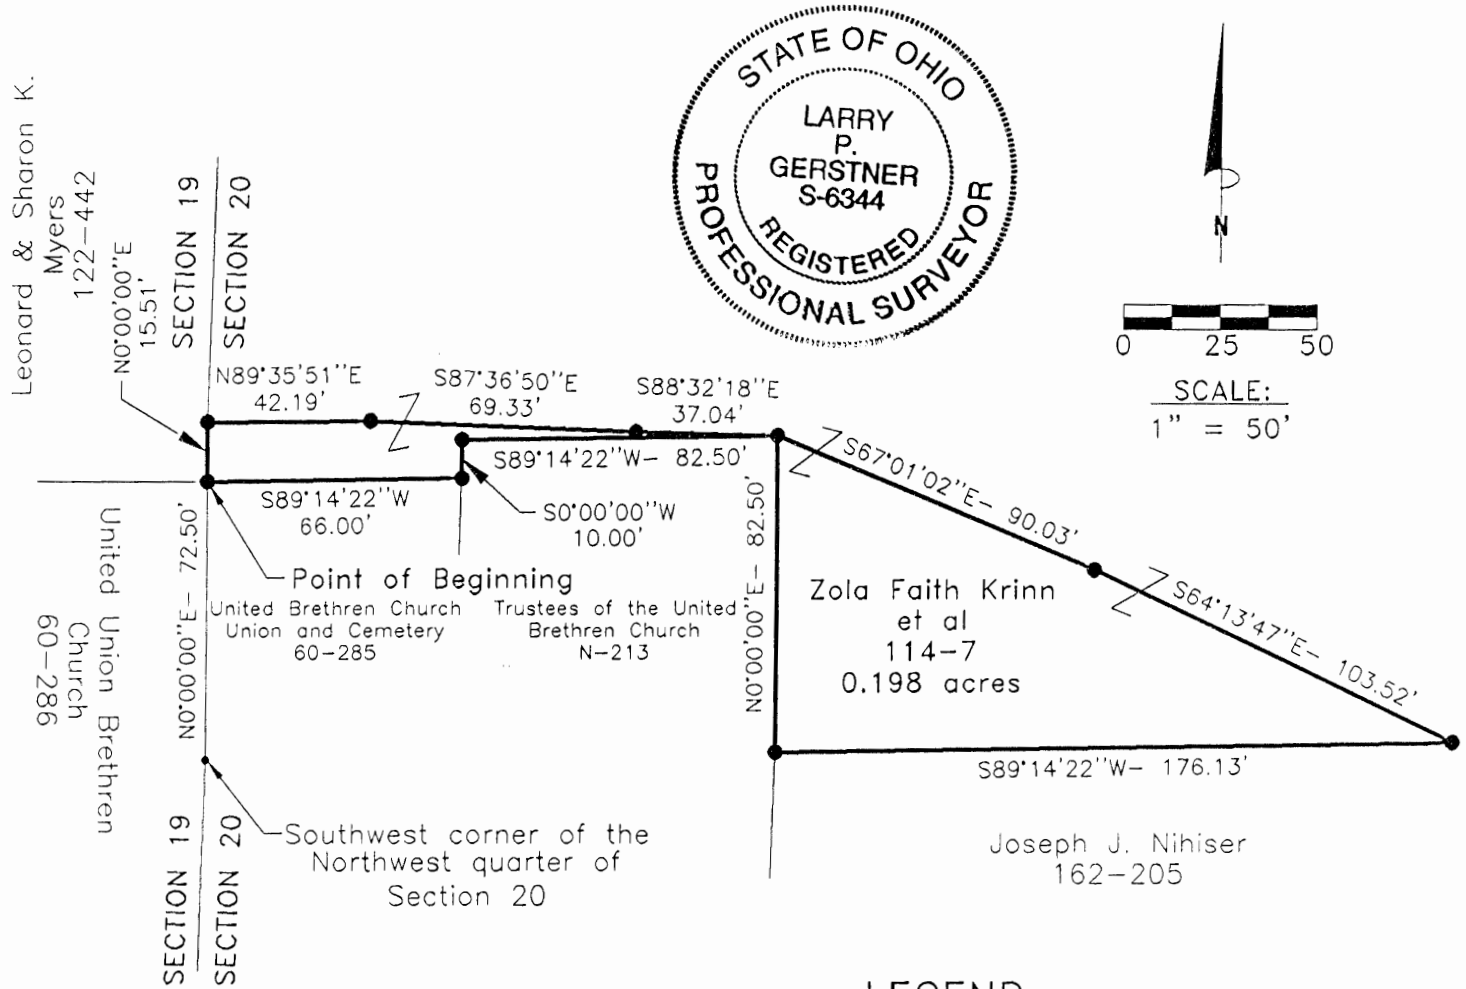 STATE OF OHIO
LARRY
P.
GERSTNER
S-6344
REGISTERED
PROFESSIONAL SURVEYOR
N
0 25 50
SCALE:
1" = 50'
Leonard & Sharon K.
Myers
122-442
N0°00'00"E
15.51'
SECTION 19
SECTION 20
N89°35'51"E
42.19'
S87°36'50"E
69.33'
S88°32'18"E
37.04'
S89°14'22"W- 82.50'
S67°01'02"E- 90.03'
S89°14'22"W
66.00'
S0°00'00"W
10.00'
N0°00'00"E- 82.50'
S64°13'47"E- 103.52'
United Union Brethren
Church
60-286
N0°00'00"E- 72.50'
Point of Beginning
United Brethren Church
Union and Cemetery
60-285
Trustees of the United
Brethren Church
N-213
Zola Faith Krinn
et al
114-7
0.198 acres
S89°14'22"W- 176.13'
Southwest corner of the
Northwest quarter of
Section 20
Joseph J. Nihiser
162-205
SECTION 19
SECTION 20
LEGEND